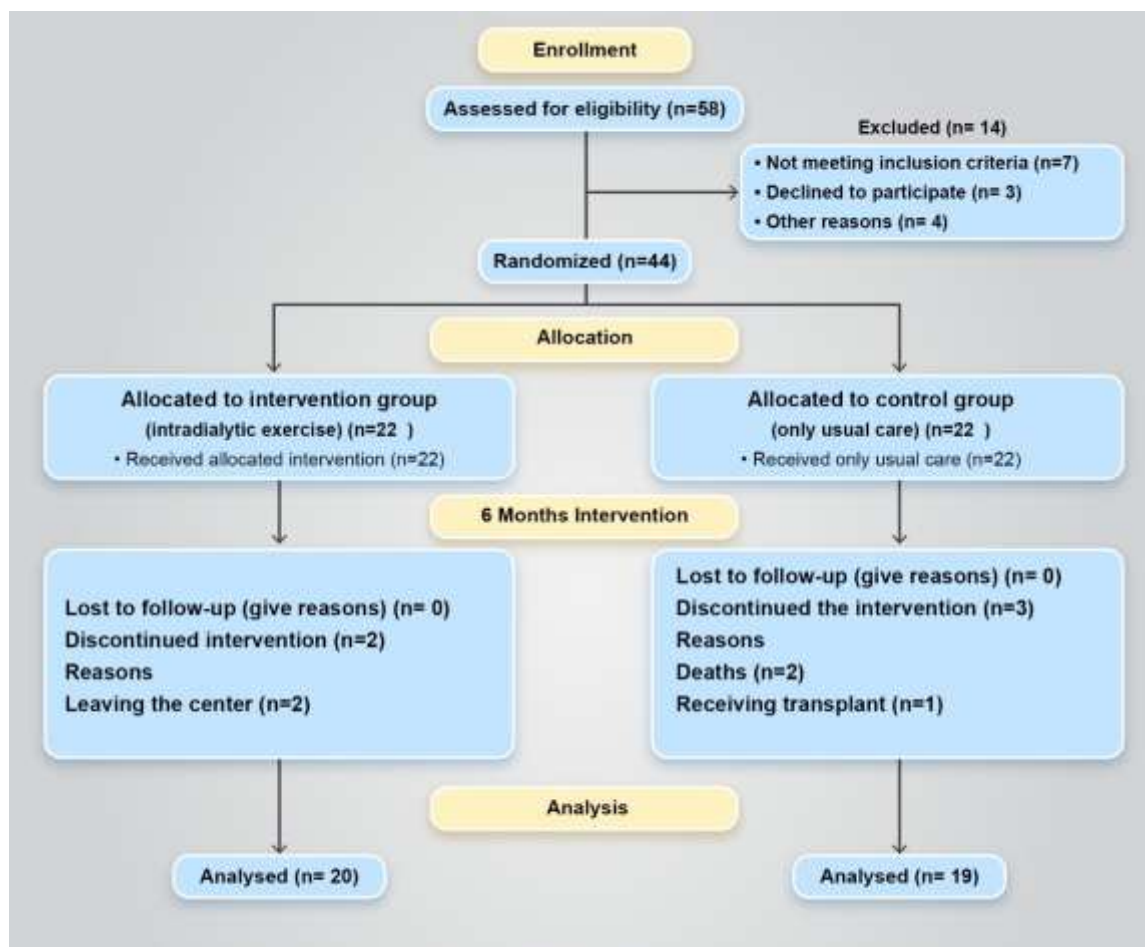 Enrollment
Assessed for eligibility (n=58)
Excluded (n= 14)
• Not meeting inclusion criteria (n=7)
• Declined to participate (n= 3)
• Other reasons (n= 4)
Randomized (n=44)
Allocation
Allocated to intervention group
(intradialytic exercise) (n=22 )
• Received allocated intervention (n=22)
Allocated to control group
(only usual care) (n=22 )
• Received only usual care (n=22)
6 Months Intervention
Lost to follow-up (give reasons) (n= 0)
Discontinued intervention (n=2)
Reasons
Leaving the center (n=2)
Lost to follow-up (give reasons) (n= 0)
Discontinued the intervention (n=3)
Reasons
Deaths (n=2)
Receiving transplant (n=1)
Analysis
Analysed (n= 20)
Analysed (n= 19)